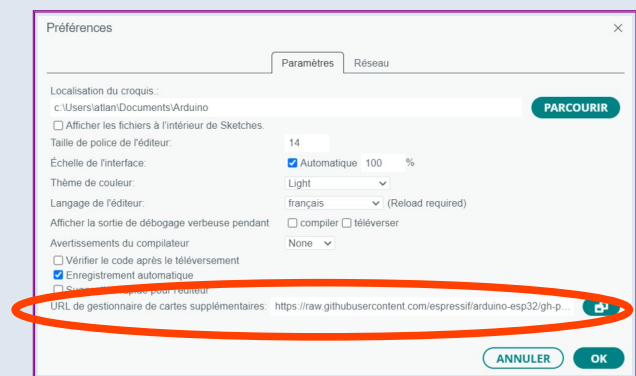 Préférences
Paramètres Réseau
Localisation du croquis.:
c:\Users\atlan\Documents\Arduino PARCOURIR
Afficher les fichiers à l'intérieur de Sketches.
Taille de police de l'éditeur: 14
Échelle de l'interface: Automatique 100 %
Thème de couleur: Light
Langage de l'éditeur: français (Reload required)
Afficher la sortie de débogage verbeuse pendant compiler téléverser
Avertissements du compilateur None
Vérifier le code après le téléversement
Enregistrement automatique
pour l'éditeur
URL de gestionnaire de cartes supplémentaires: https://raw.githubusercontent.com/espressif/arduino-esp32/gh-p...
ANNULER OK